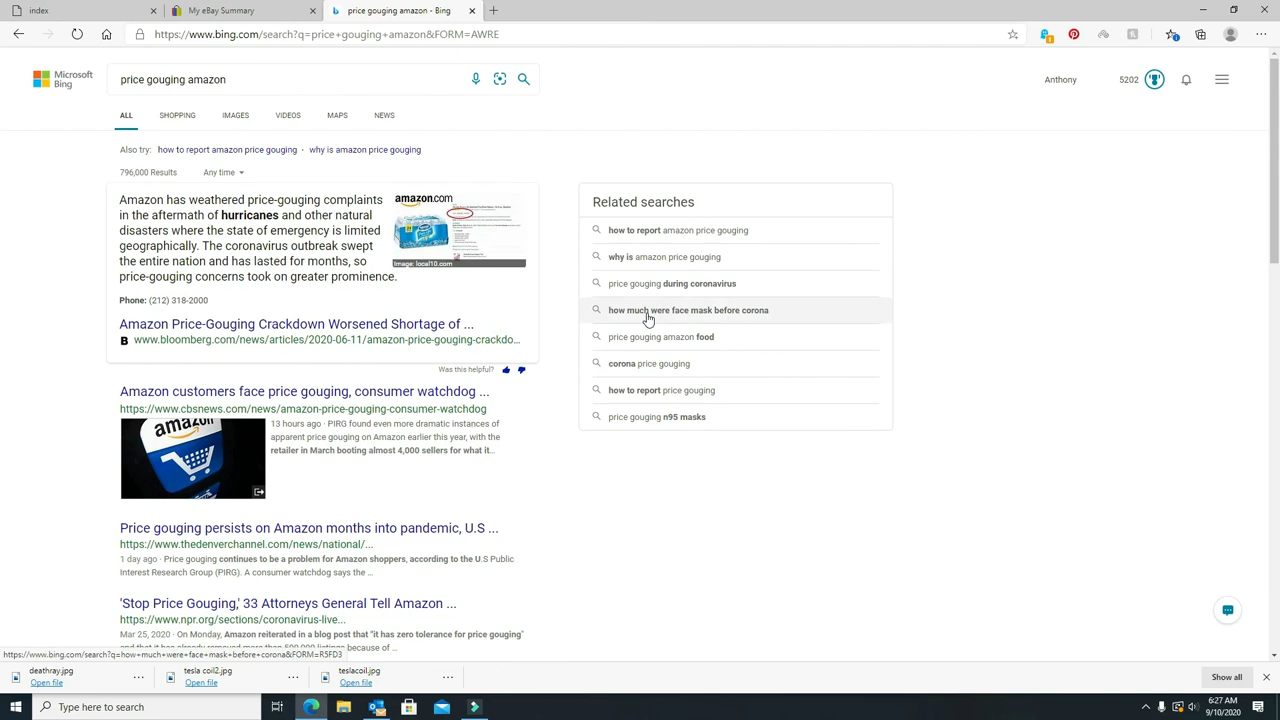 index
My eBay Summary
price gouging amazon - Bing
https://www.bing.com/search?q=price+gouging+amazon&FORM=AWRE
Microsoft
Bing
price gouging amazon
Anthony
5202
ALL
SHOPPING
IMAGES
VIDEOS
MAPS
NEWS
Also try: how to report amazon price gouging · why is amazon price gouging
796,000 Results
Any time
Amazon has weathered price-gouging complaints
in the aftermath of hurricanes and other natural
disasters where the state of emergency is limited
geographically. The coronavirus outbreak swept
the entire nation and has lasted for months, so
price-gouging concerns took on greater prominence.
amazon.com
Image: local10.com
Phone: (212) 318-2000
Amazon Price-Gouging Crackdown Worsened Shortage of ...
B www.bloomberg.com/news/articles/2020-06-11/amazon-price-gouging-crackdo...
Was this helpful?
Amazon customers face price gouging, consumer watchdog ...
https://www.cbsnews.com/news/amazon-price-gouging-consumer-watchdog
amazon
13 hours ago · PIRG found even more dramatic instances of
apparent price gouging on Amazon earlier this year, with the
retailer in March booting almost 4,000 sellers for what it...
Price gouging persists on Amazon months into pandemic, U.S ...
https://www.thedenverchannel.com/news/national/...
1 day ago · Price gouging continues to be a problem for Amazon shoppers, according to the U.S Public
Interest Research Group (PIRG). A consumer watchdog says the ...
'Stop Price Gouging,' 33 Attorneys General Tell Amazon ...
https://www.npr.org/sections/coronavirus-live...
Mar 25, 2020 · On Monday, Amazon reiterated in a blog post that "it has zero tolerance for price gouging"
and that it has already removed more than 500,000 listings because of ...
Related searches
how to report amazon price gouging
why is amazon price gouging
price gouging during coronavirus
how much were face mask before corona
price gouging amazon food
corona price gouging
how to report price gouging
price gouging n95 masks
https://www.bing.com/search?q=how+much+were+face+mask+before+corona&FORM=R5FD3
deathray.jpg
Open file
tesla coil2.jpg
Open file
teslacoil.jpg
Open file
Show all
Type here to search
6:27 AM
9/10/2020